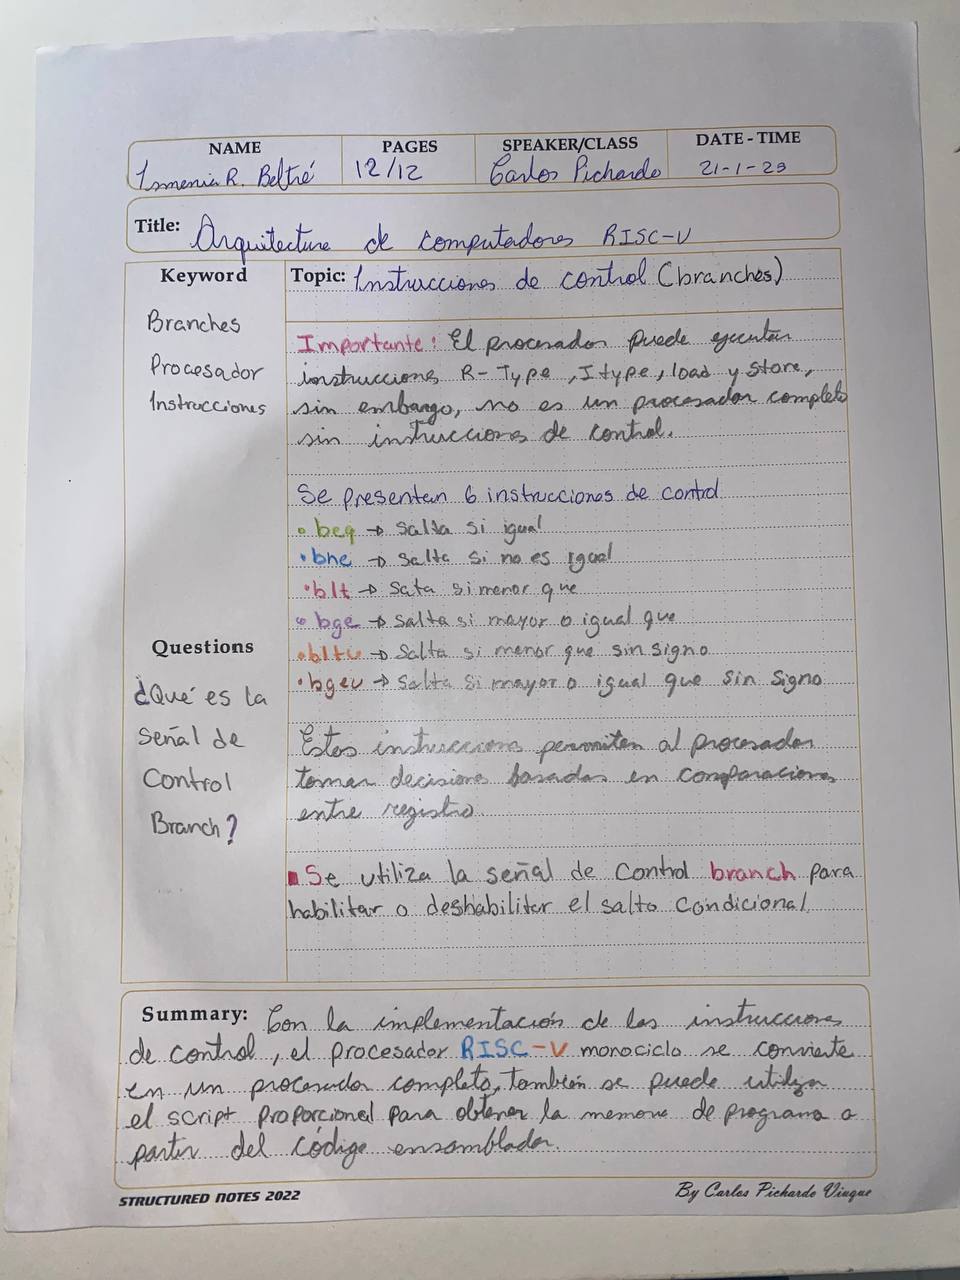 NAME PAGES SPEAKER/CLASS DATE - TIME
Ismenia R. Beltré 12/12 Carlos Pichardo 21-1-23
Title: Arquitectura de computadores RISC-V
Keyword
Branches
Procesador
Instrucciones
Topic: Instrucciones de control (branches)
Importante: El procesador puede ejecutar
instrucciones R-Type, I type, load y Store,
sin embargo, no es un procesador completo
sin instrucciones de control.
Se presentan 6 instrucciones de control
• beq → Salta si igual
• bne → Salta si no es igual
• blt → Sata si menor que
• bge → Salta si mayor o igual que
• bltu → Salta si menor que sin signo
• bgeu → Salta si mayor o igual que sin signo
Estas instrucciones permiten al procesador
tomar decisiones basadas en comparaciones
entre registro
Se utiliza la señal de control branch para
habilitar o deshabilitar el salto condicional
Questions
¿Qué es la
Señal de
Control
Branch?
Summary: Con la implementación de las instrucciones
de control, el procesador RISC-V monociclo se convierte
en un procesador completo, también se puede utilizar
el script proporcional para obtener la memoria de programa a
partir del código ensamblador.
STRUCTURED NOTES 2022
By Carlos Pichardo Viuque